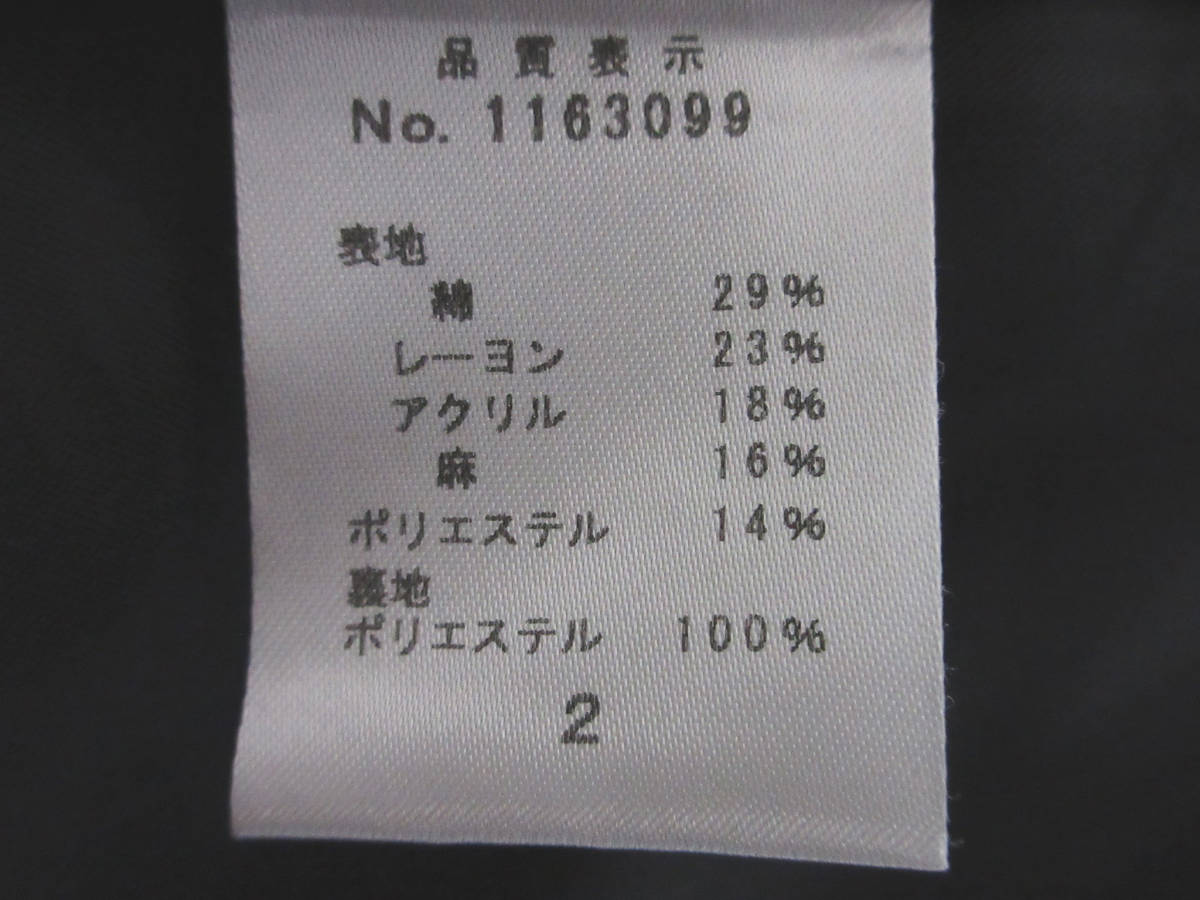 品質表示
No. 1163099
表地
綿 29%
レーヨン 23%
アクリル 18%
麻 16%
ポリエステル 14%
裏地
ポリエステル 100%
2